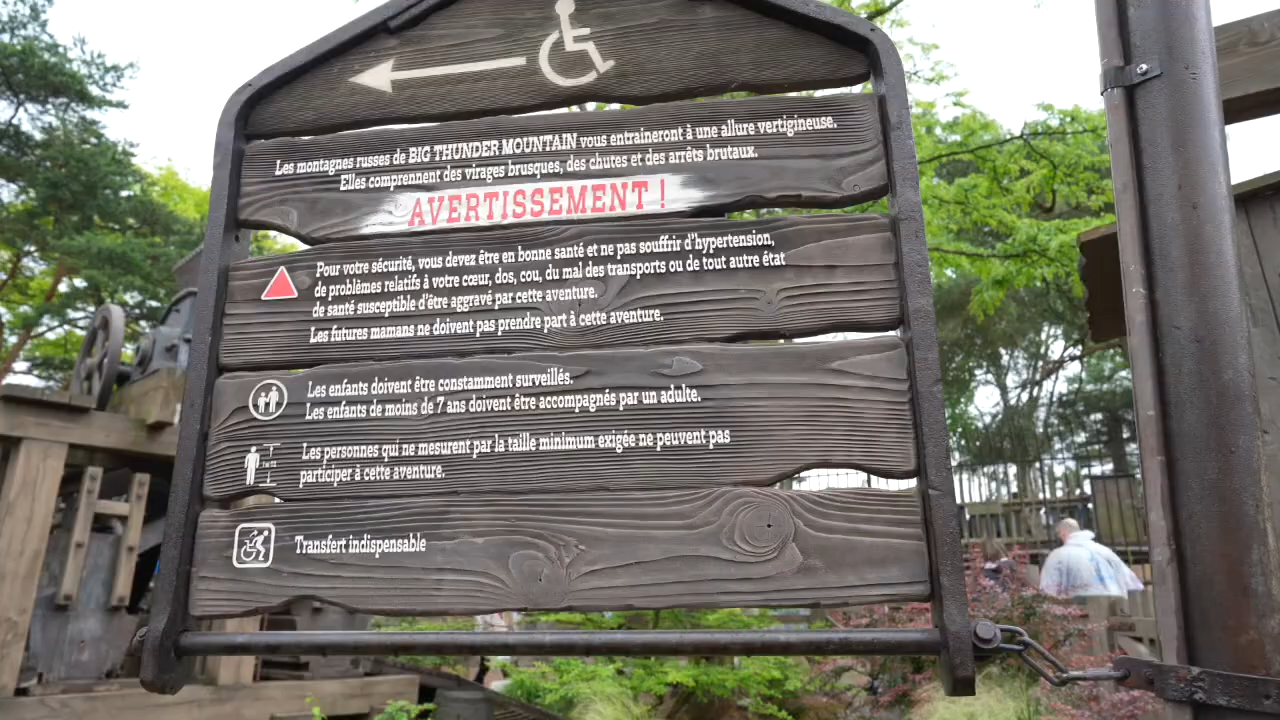 Les montagnes russes de BIG THUNDER MOUNTAIN vous entraineront à une allure vertigineuse.
Elles comprennent des virages brusques, des chutes et des arrêts brutaux.
AVERTISSEMENT !
Pour votre sécurité, vous devez être en bonne santé et ne pas souffrir d'hypertension,
de problèmes relatifs à votre cœur, dos, cou, du mal des transports ou de tout autre état
de santé susceptible d'être aggravé par cette aventure.
Les futures mamans ne doivent pas prendre part à cette aventure.
Les enfants doivent être constamment surveillés.
Les enfants de moins de 7 ans doivent être accompagnés par un adulte.
Les personnes qui ne mesurent par la taille minimum exigée ne peuvent pas
participer à cette aventure.
Transfert indispensable